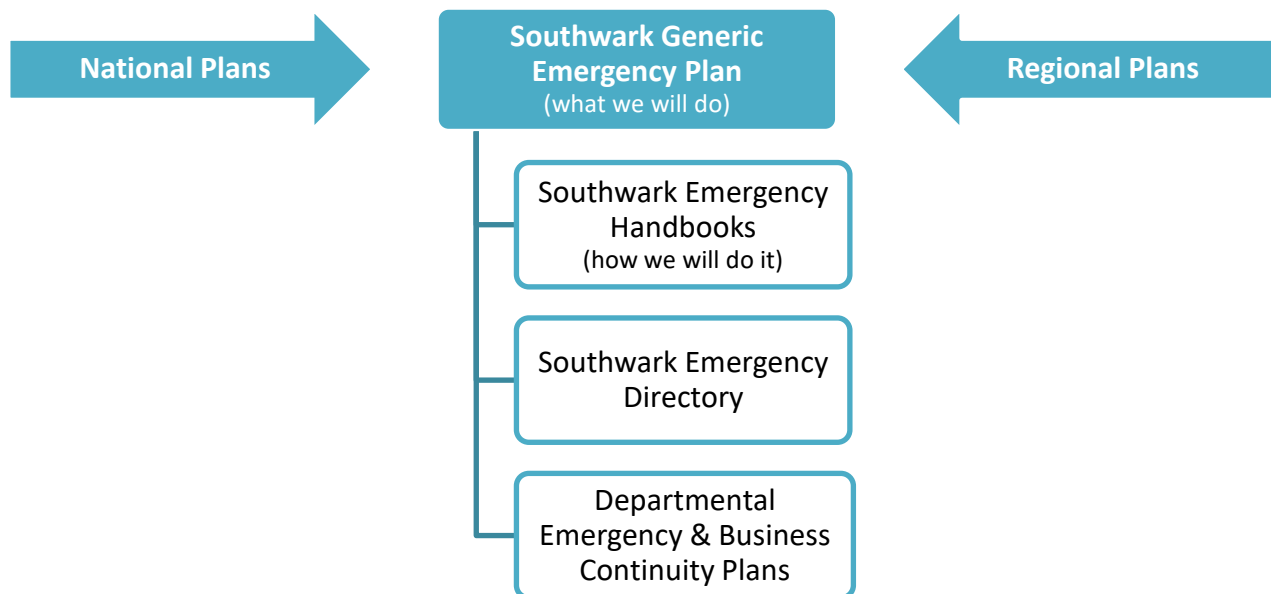 National Plans
Southwark Generic
Emergency Plan
(what we will do)
Regional Plans
Southwark Emergency
Handbooks
(how we will do it)
Southwark Emergency
Directory
Departmental
Emergency & Business
Continuity Plans